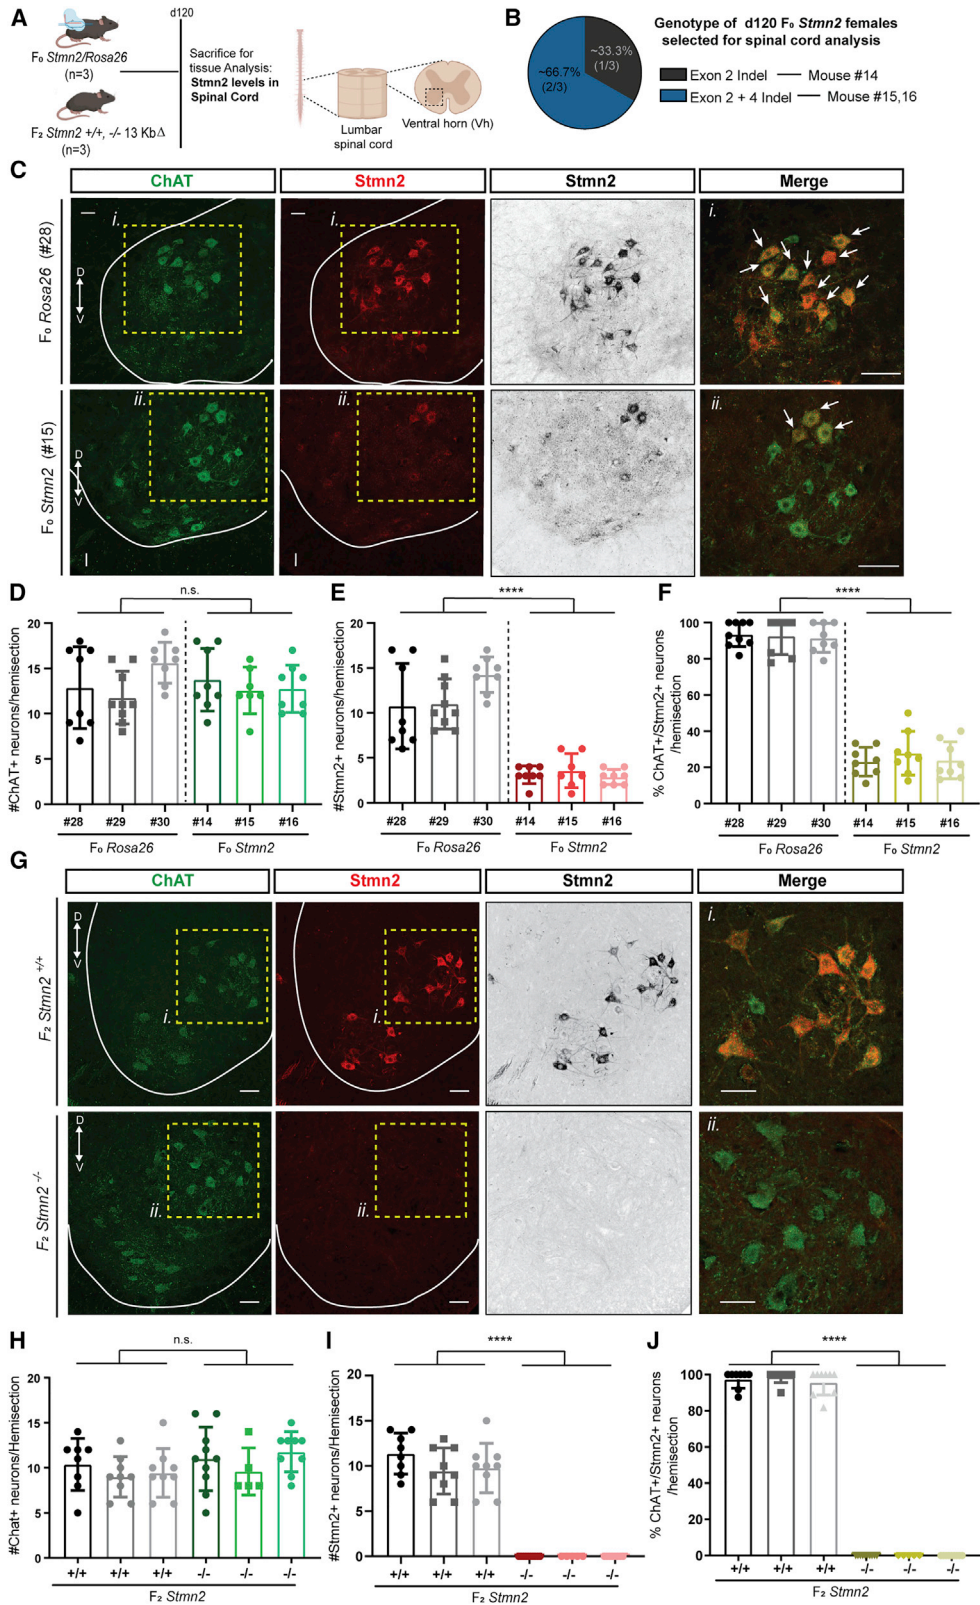 A
F₀ Stmn2/Rosa26
(n=3)
F₂ Stmn2 +/+, -/- 13 KbΔ
(n=3)
d120
Sacrifice for
tissue Analysis:
Stmn2 levels in
Spinal Cord
Lumbar
spinal cord
Ventral horn (Vh)
B
~33.3%
(1/3)
~66.7%
(2/3)
Genotype of d120 F₀ Stmn2 females
selected for spinal cord analysis
Exon 2 Indel — Mouse #14
Exon 2 + 4 Indel — Mouse #15,16
C
ChAT Stmn2 Stmn2 Merge
F₀ Rosa26 (#28)
D
V
i.
i.
i.
F₀ Stmn2 (#15)
D
V
ii.
ii.
ii.
D
n.s.
#ChAT+ neurons/hemisection
20
15
10
5
0
#28 #29 #30 #14 #15 #16
F₀ Rosa26 F₀ Stmn2
E
****
#Stmn2+ neurons/hemisection
20
15
10
5
0
#28 #29 #30 #14 #15 #16
F₀ Rosa26 F₀ Stmn2
F
****
% ChAT+/Stmn2+ neurons
/hemisection
100
80
60
40
20
0
#28 #29 #30 #14 #15 #16
F₀ Rosa26 F₀ Stmn2
G
ChAT Stmn2 Stmn2 Merge
F₂ Stmn2 +/+
D
V
i.
i.
i.
F₂ Stmn2 -/-
D
V
ii.
ii.
ii.
H
n.s.
#Chat+ neurons/Hemisection
20
15
10
5
0
+/+ +/+ +/+ -/- -/- -/-
F₂ Stmn2
I
****
#Stmn2+ neurons/Hemisection
20
15
10
5
0
+/+ +/+ +/+ -/- -/- -/-
F₂ Stmn2
J
****
% ChAT+/Stmn2+ neurons
/hemisection
100
80
60
40
20
0
+/+ +/+ +/+ -/- -/- -/-
F₂ Stmn2